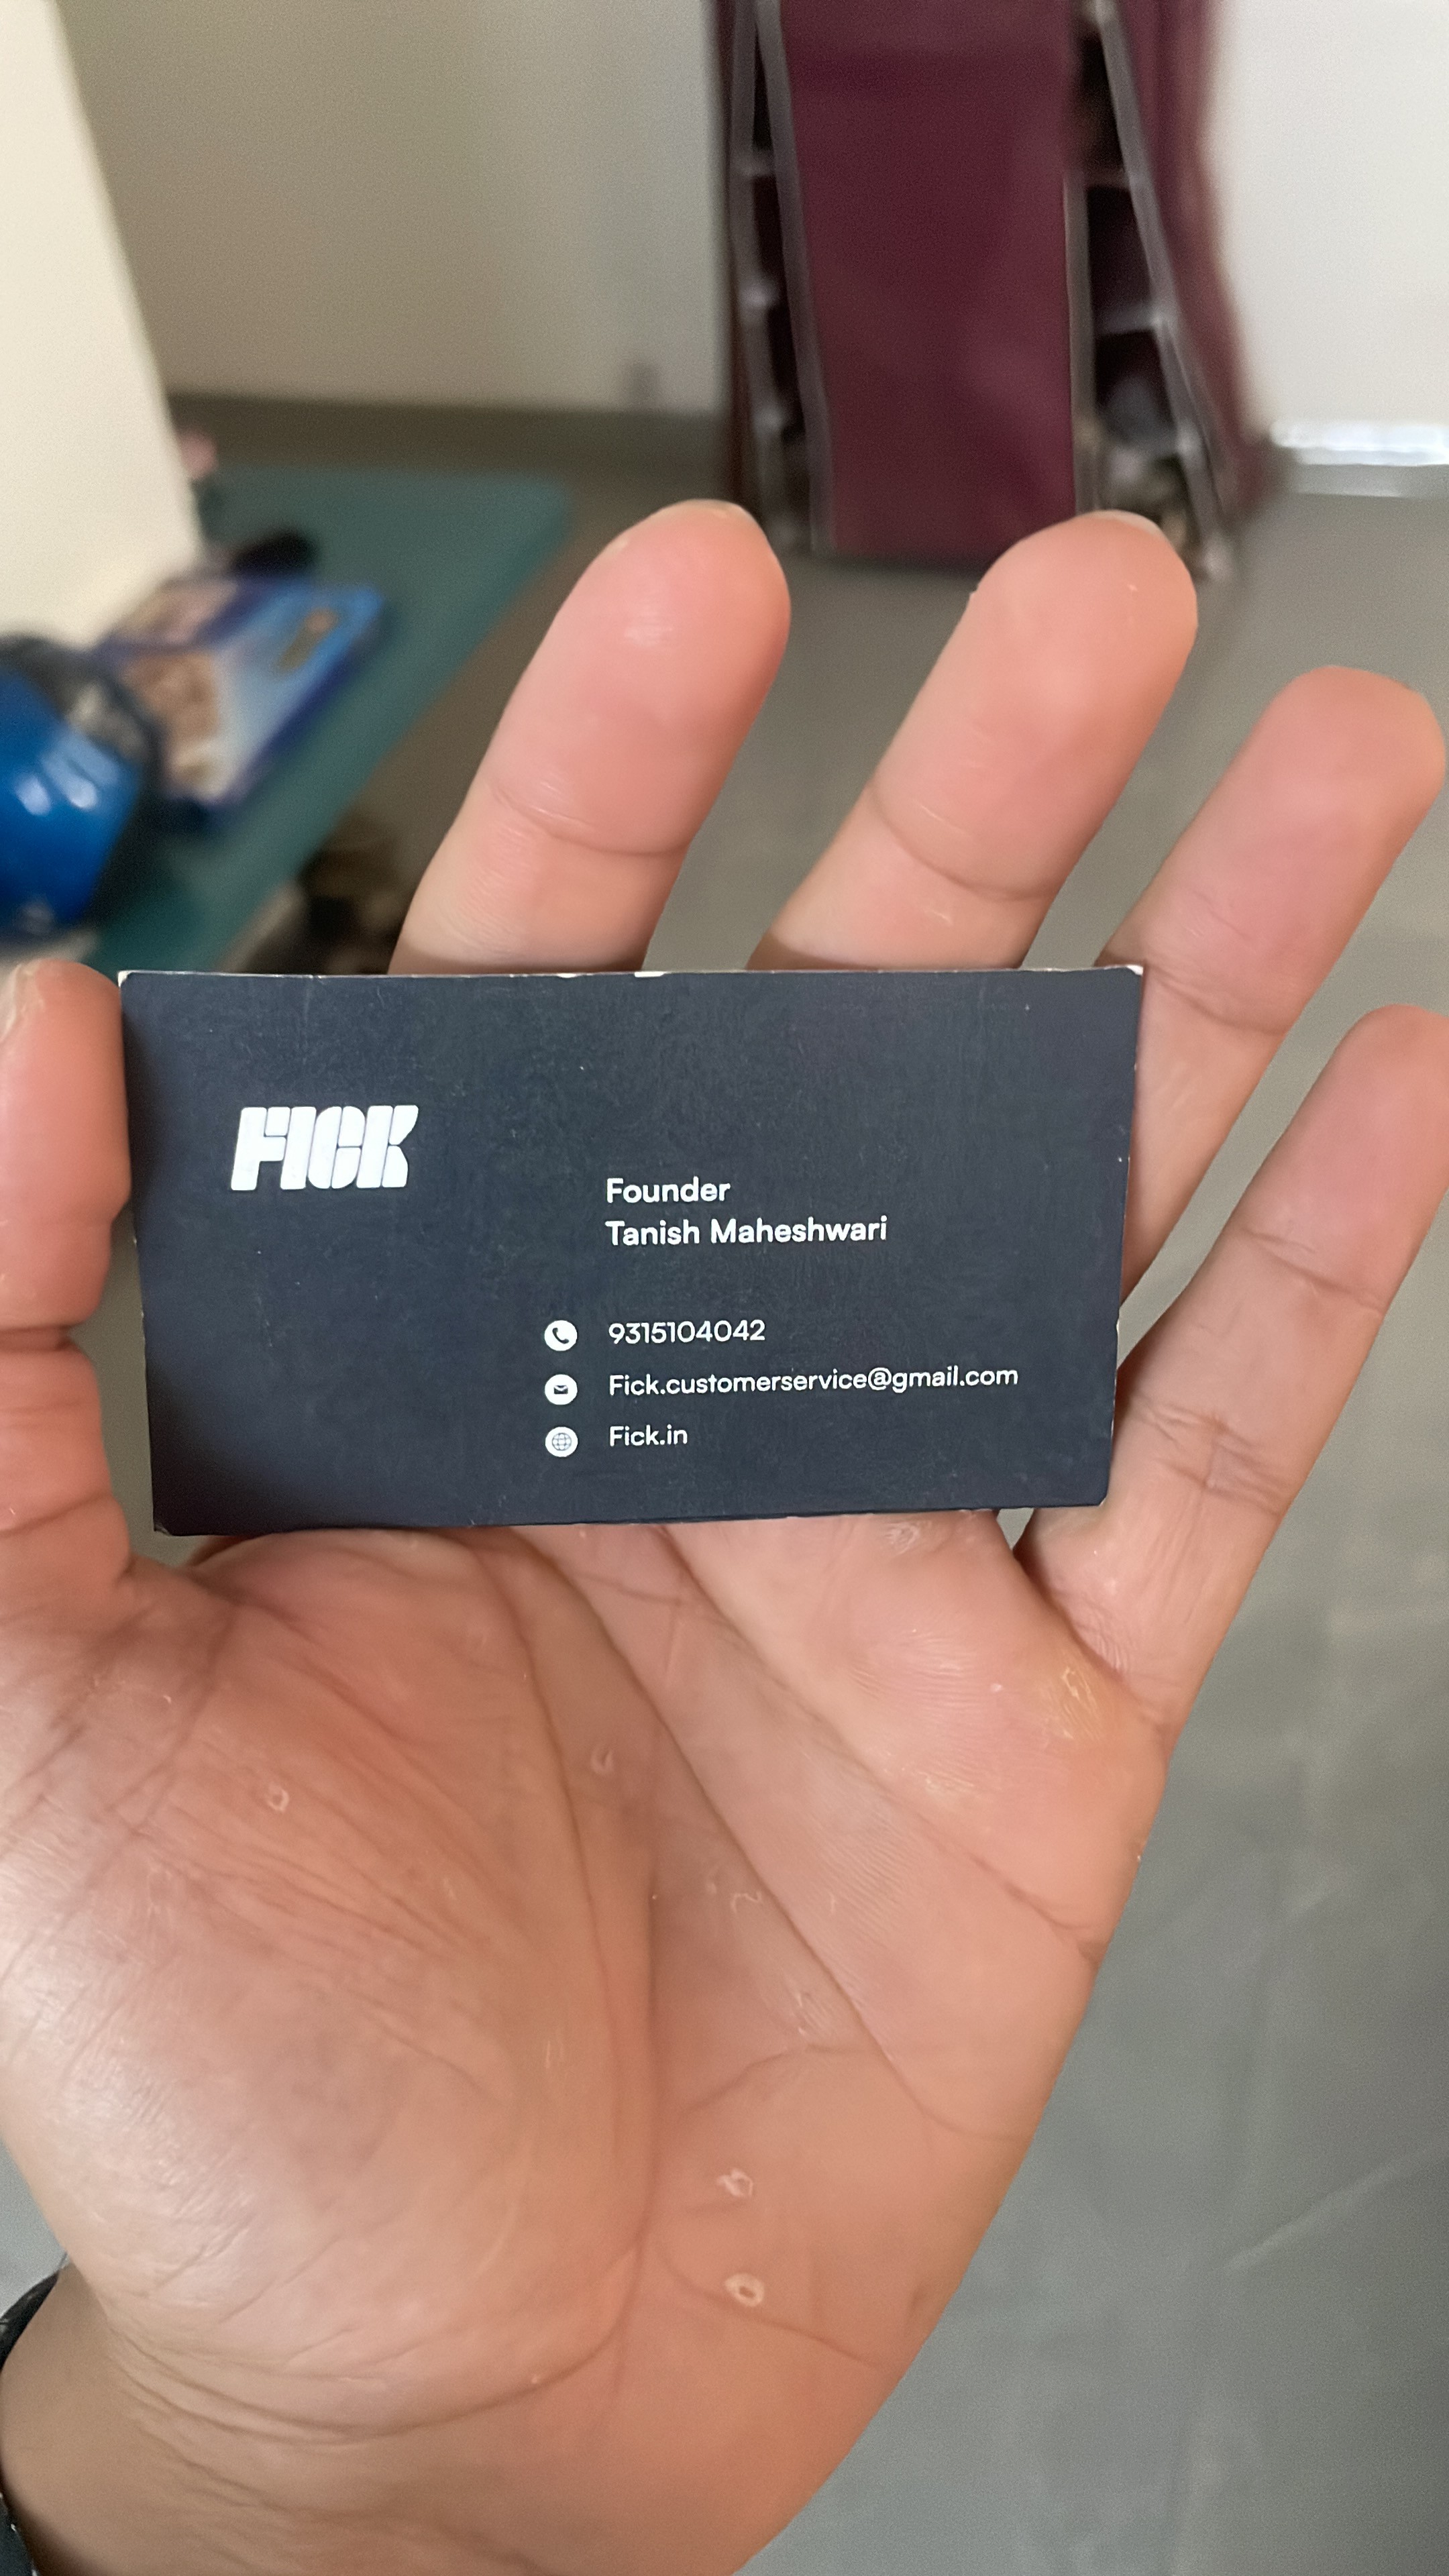 FICK
Founder
Tanish Maheshwari
9315104042
Fick.customerservice@gmail.com
Fick.in